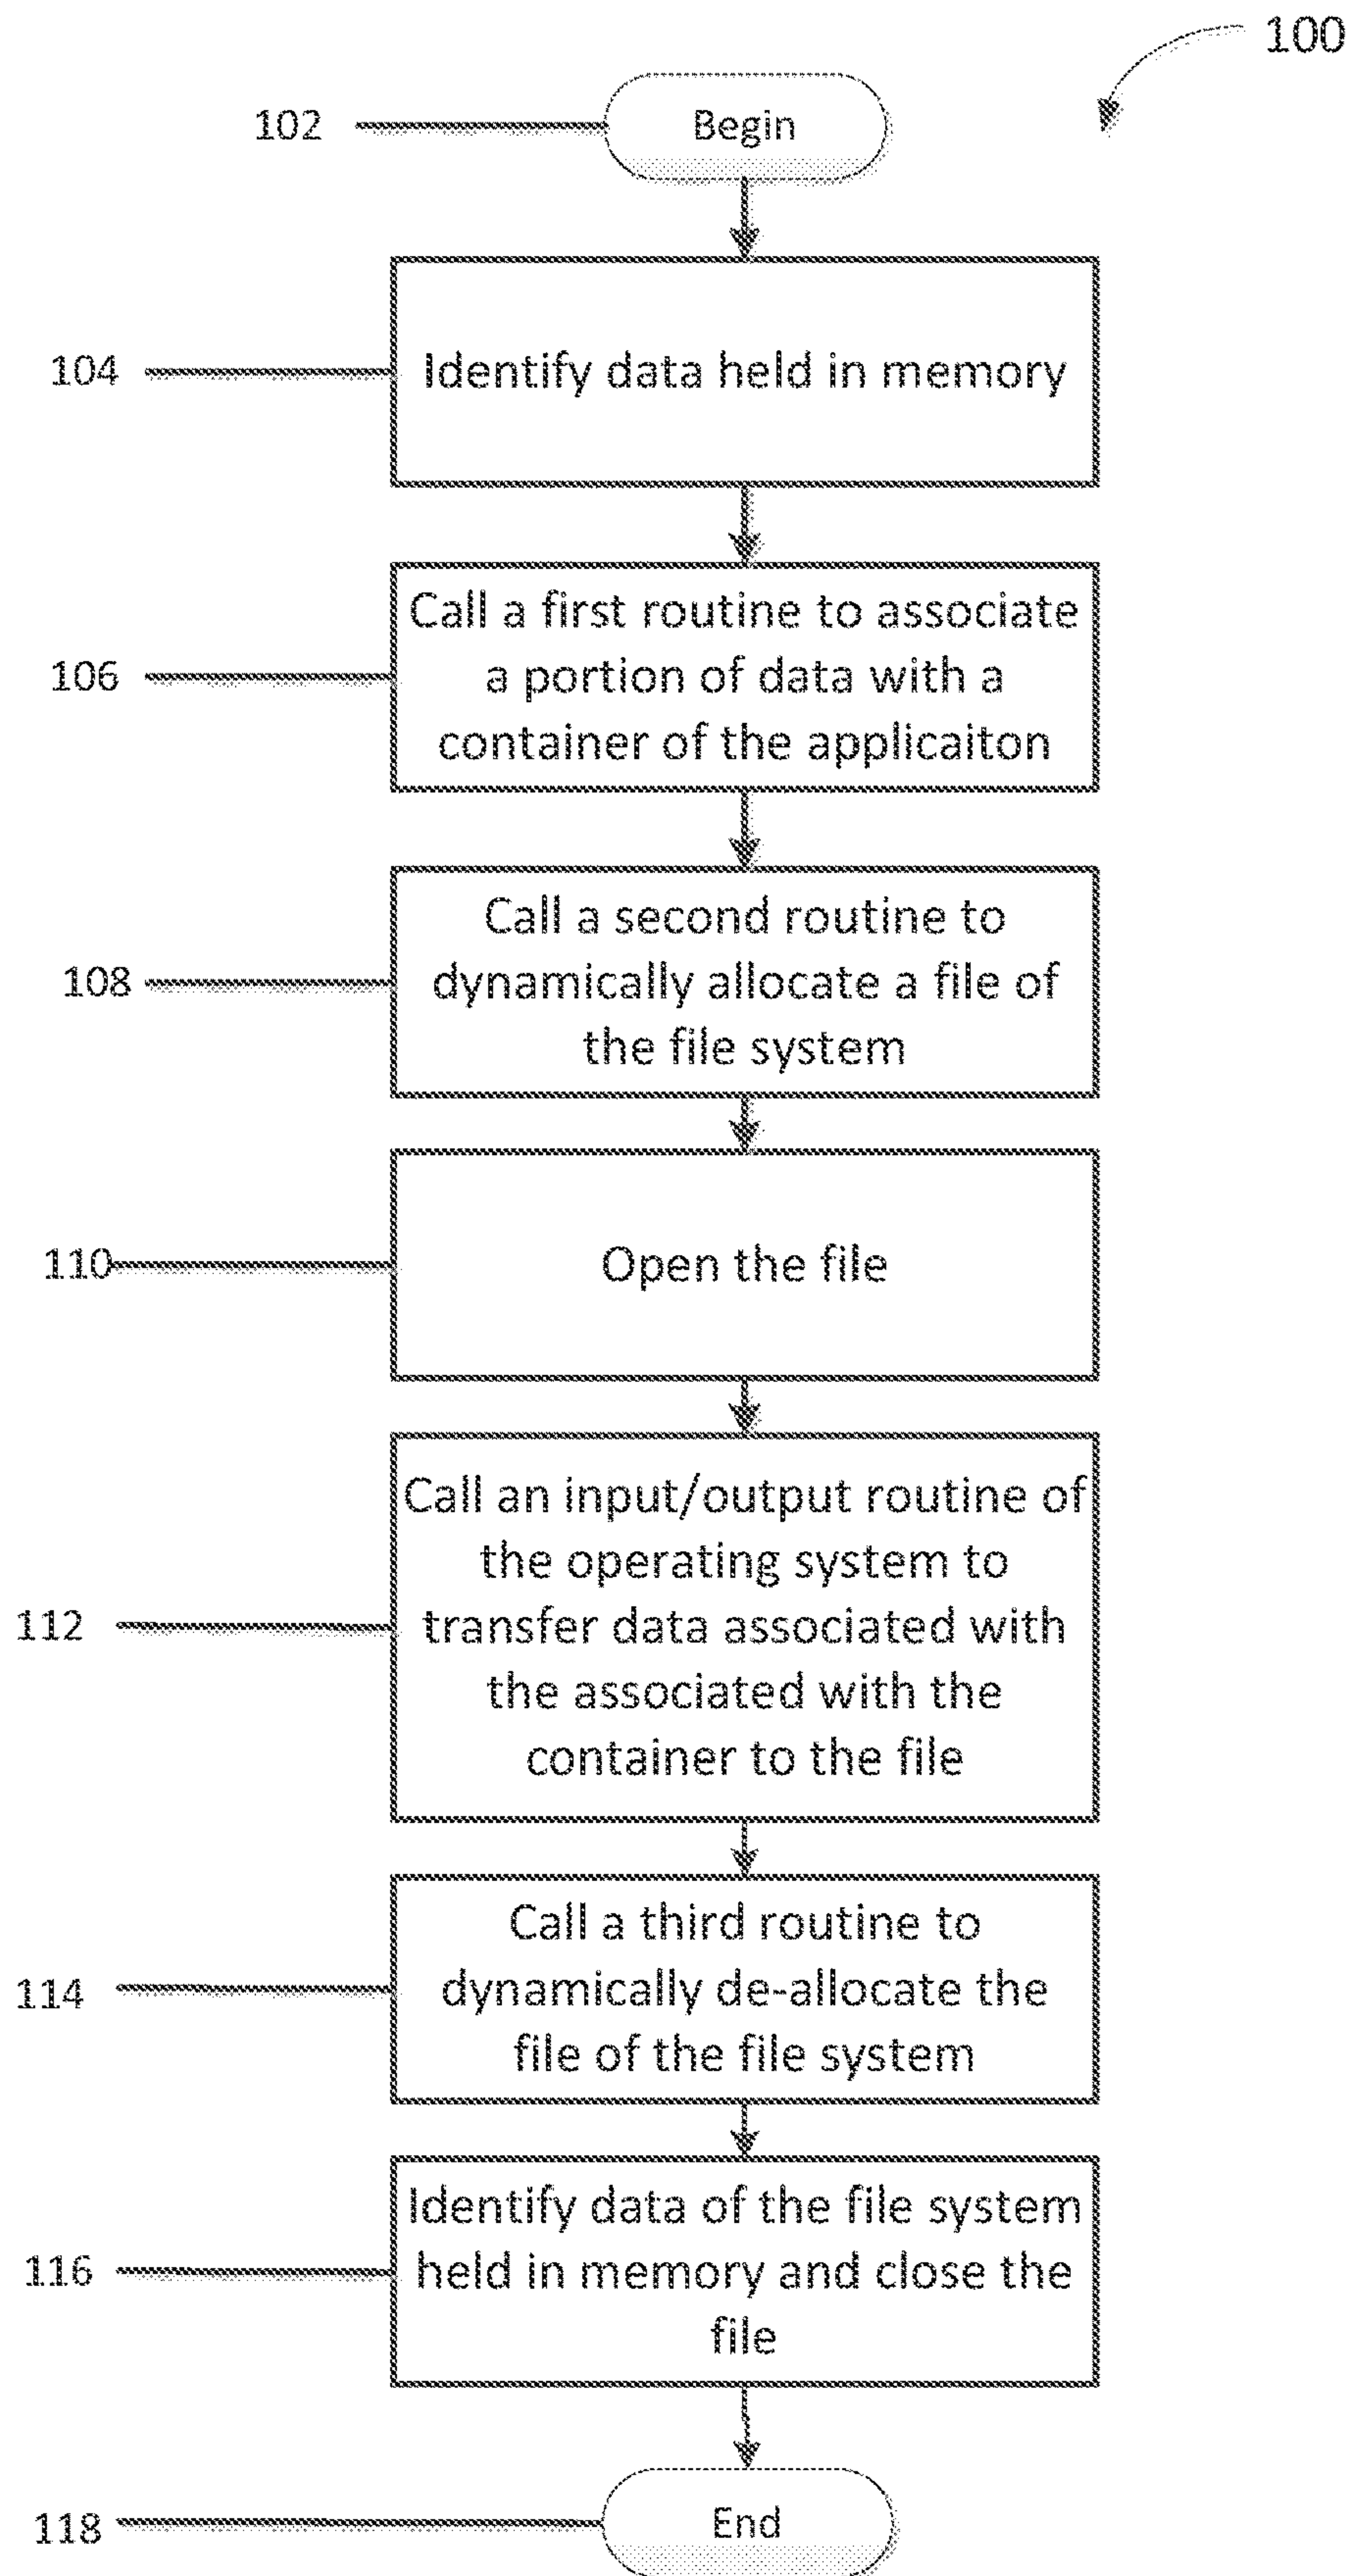 100
102
Begin
104
Identify data held in memory
106
Call a first routine to associate
a portion of data with a
container of the applicaiton
108
Call a second routine to
dynamically allocate a file of
the file system
110
Open the file
112
Call an input/output routine of
the operating system to
transfer data associated with
the associated with the
container to the file
114
Call a third routine to
dynamically de-allocate the
file of the file system
116
Identify data of the file system
held in memory and close the
file
118
End